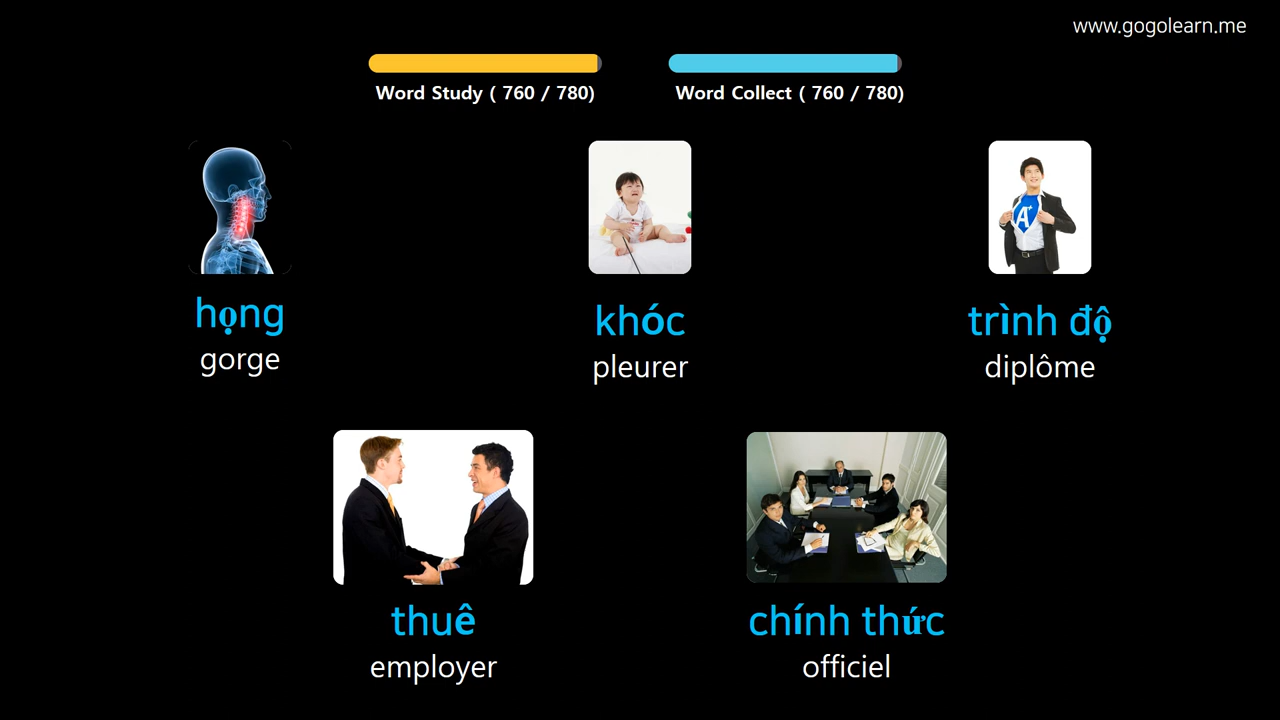 www.gogolearn.me
Word Study ( 760 / 780)
Word Collect ( 760 / 780)
họng
gorge
khóc
pleurer
A+
trình độ
diplôme
thuê
employer
chính thức
officiel